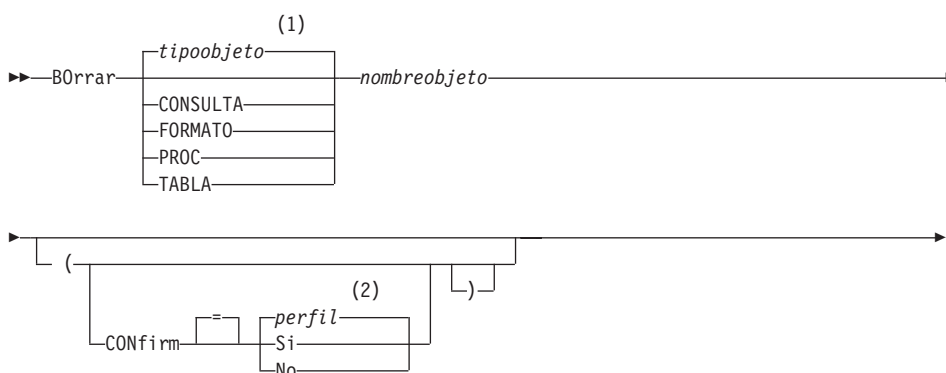 (1)
tipoobjeto
BOrrar nombreobjeto
CONSULTA
FORMATO
PROC
TABLA
(
(2)
)
= perfil
CONfirm Si
No